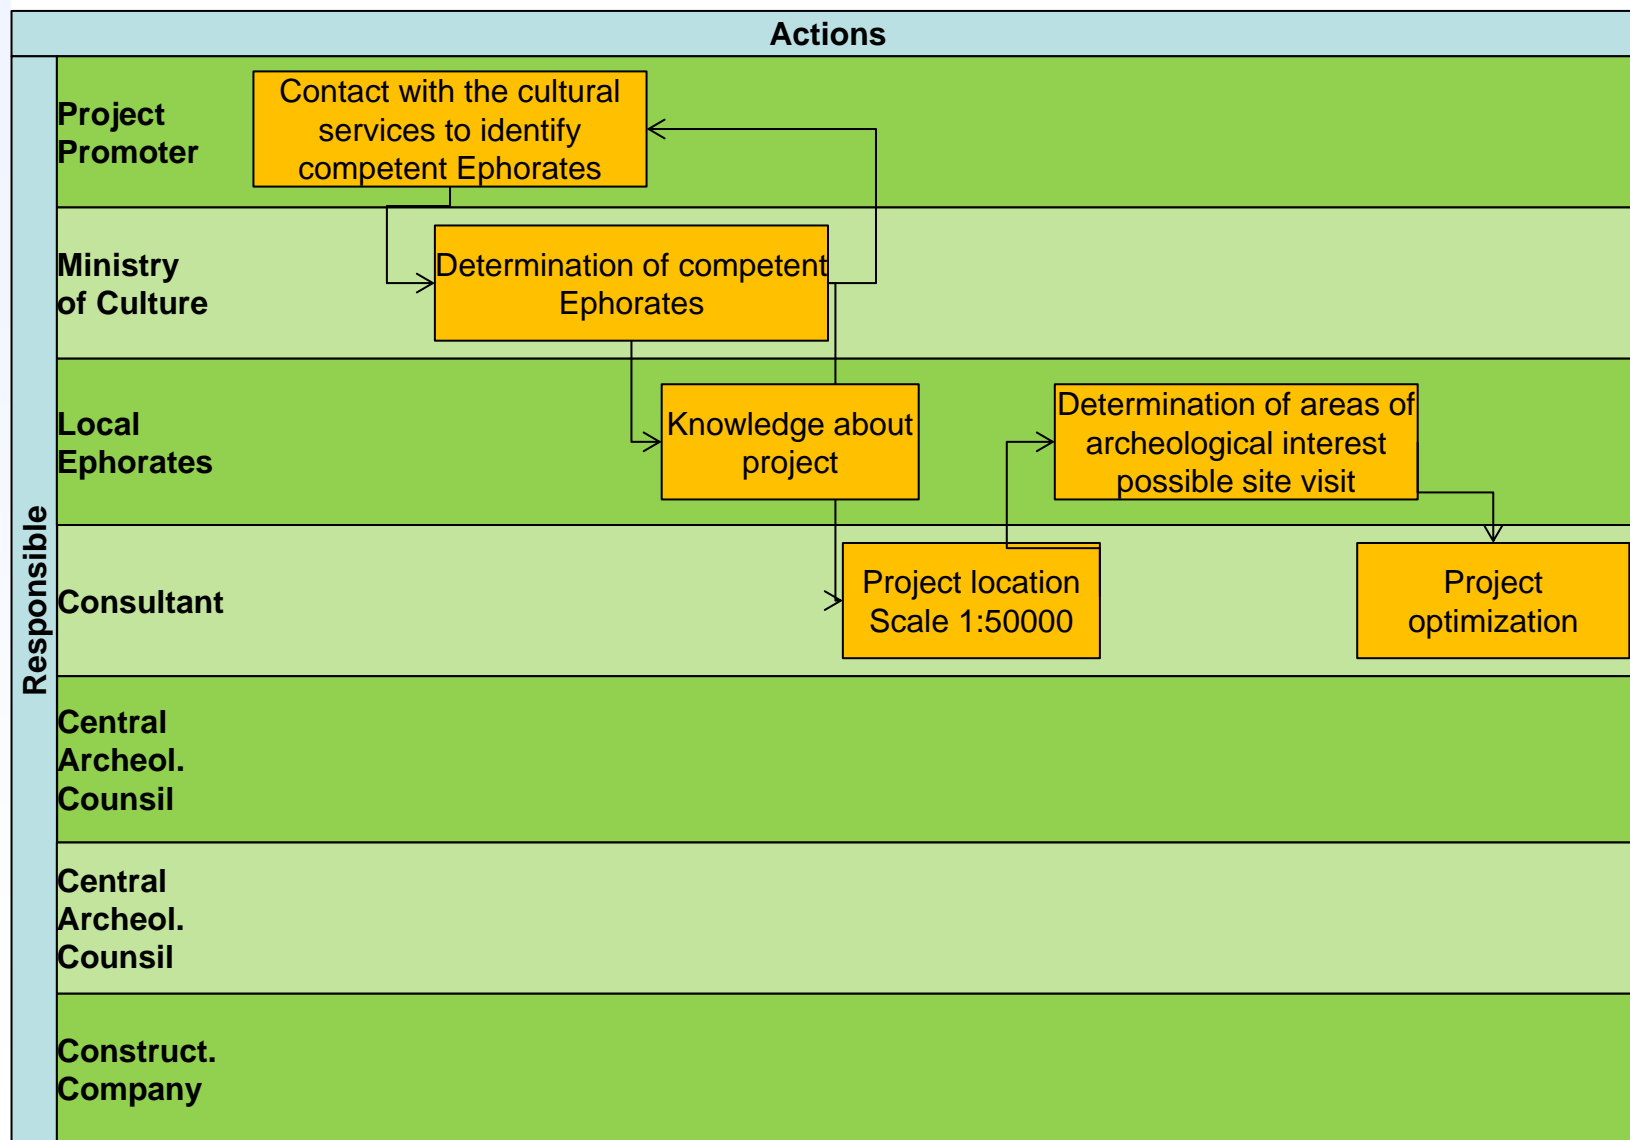 Actions
Responsible
Project
Promoter
Contact with the cultural
services to identify
competent Ephorates
Ministry
of Culture
Determination of competent
Ephorates
Local
Ephorates
Knowledge about
project
Determination of areas of
archeological interest
possible site visit
Consultant
Project location
Scale 1:50000
Project
optimization
Central
Archeol.
Counsil
Central
Archeol.
Counsil
Construct.
Company